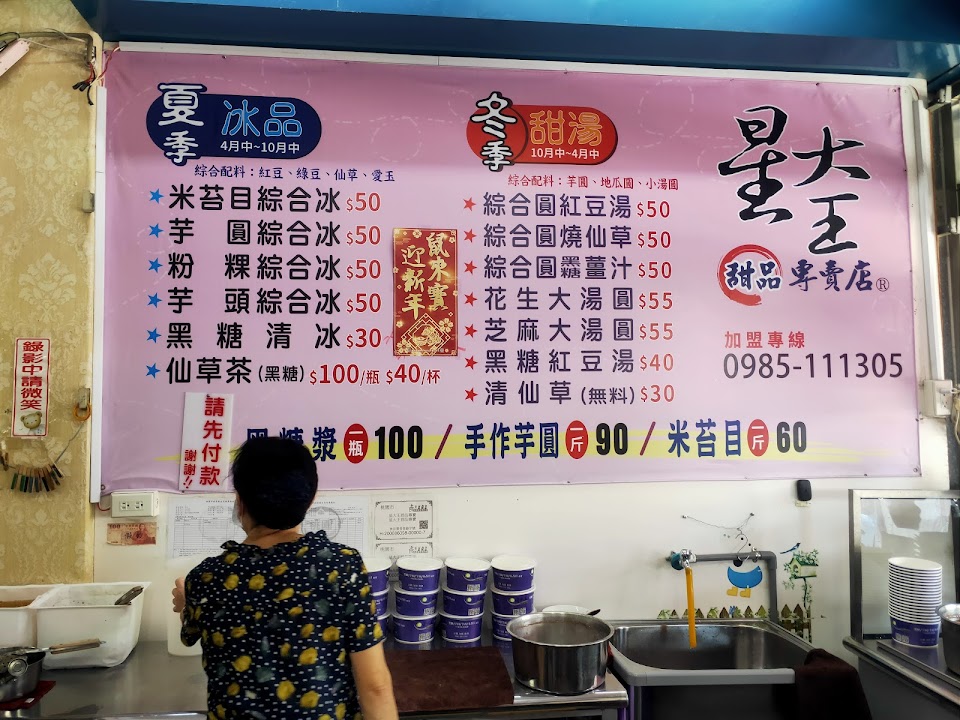 夏季 冰品
4月中~10月中
綜合配料：紅豆、綠豆、仙草、愛玉
★米苔目綜合冰 $50
★芋圓綜合冰 $50
★粉粿綜合冰 $50
★芋頭綜合冰 $50
★黑糖清冰 $30
★仙草茶(黑糖) $100/瓶 $40/杯
鼠來寶
迎新年
冬季 甜湯
10月中~4月中
綜合配料：芋圓、地瓜圓、小湯圓
★綜合圓紅豆湯 $50
★綜合圓燒仙草 $50
★綜合圓黑糖薑汁 $50
★花生大湯圓 $55
★芝麻大湯圓 $55
★黑糖紅豆湯 $40
★清仙草(無料) $30
星大王
甜品 專賣店®
加盟專線
0985-111305
黑糖漿 一瓶 100 / 手作芋圓 一斤 90 / 米苔目 一斤 60
錄影中請微笑
請先付款
謝謝!!